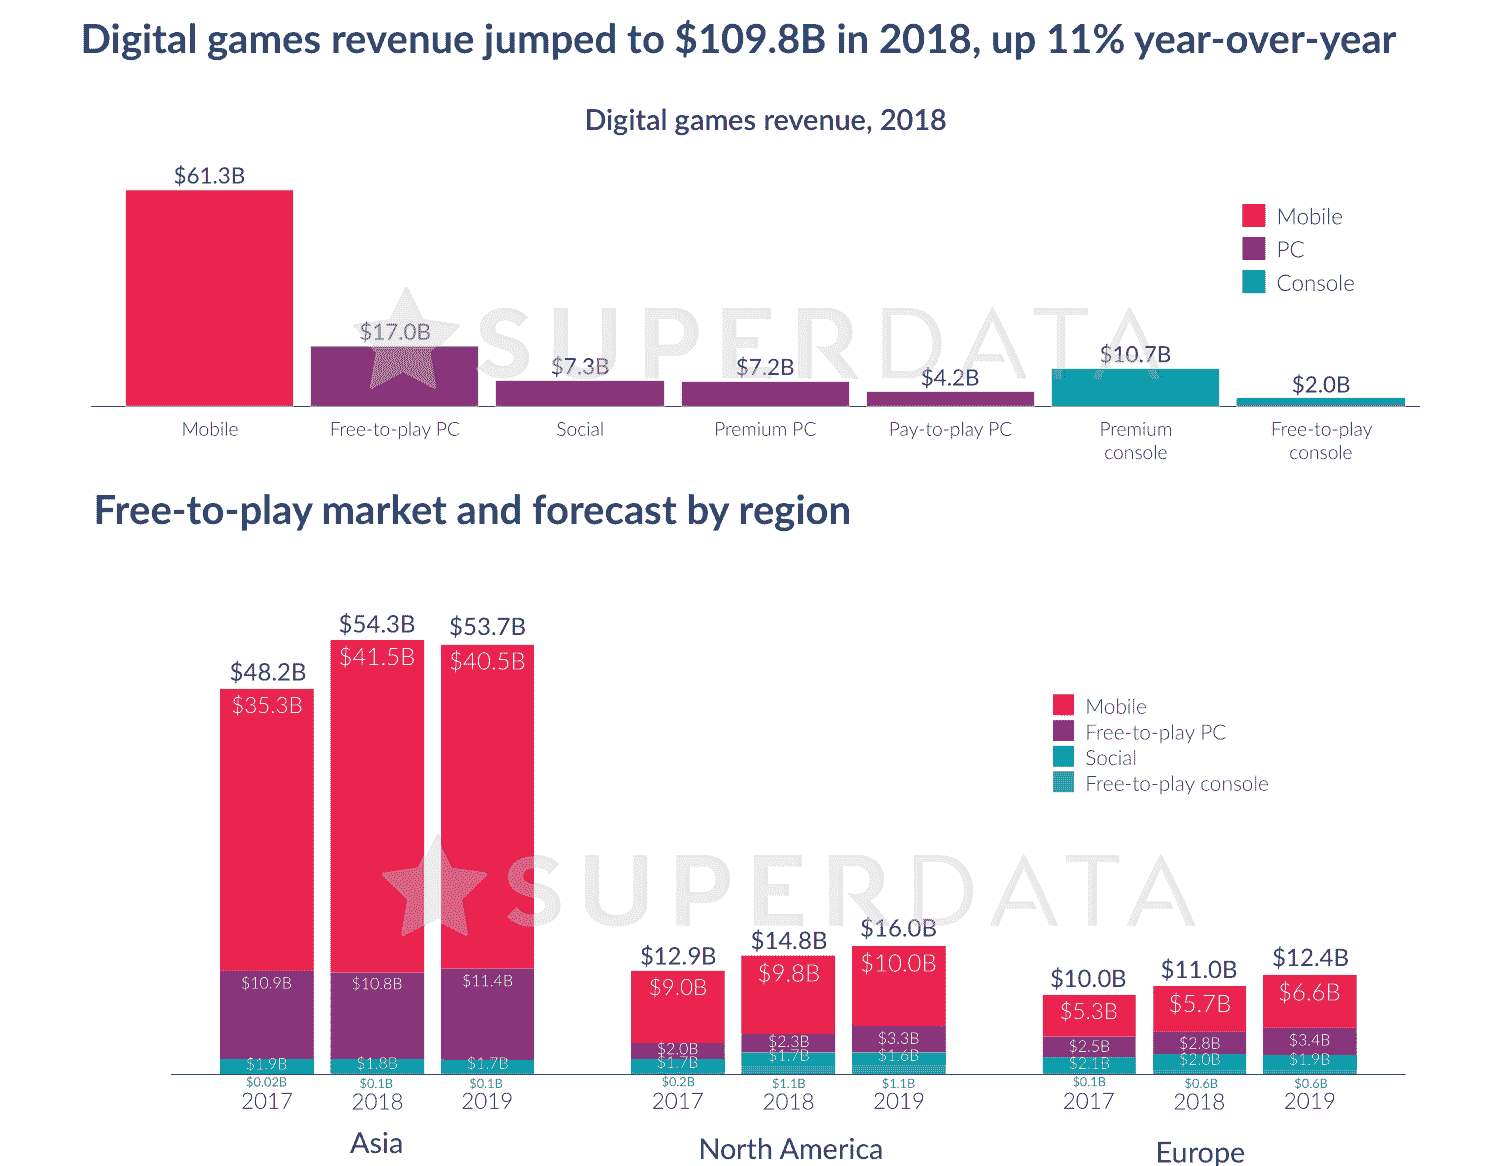 Digital games revenue jumped to $109.8B in 2018, up 11% year-over-year
Digital games revenue, 2018
$61.3B
$17.0B
$7.3B
$7.2B
$4.2B
$10.7B
$2.0B
Mobile
PC
Console
SUPERDATA
Mobile
Free-to-play PC
Social
Premium PC
Pay-to-play PC
Premium
console
Free-to-play
console
Free-to-play market and forecast by region
Mobile
Free-to-play PC
Social
Free-to-play console
SUPERDATA
$48.2B
$35.3B
$10.9B
$1.9B
$0.02B
2017
$54.3B
$41.5B
$10.8B
$1.8B
$0.1B
2018
$53.7B
$40.5B
$11.4B
$1.7B
$0.1B
2019
Asia
$12.9B
$9.0B
$2.0B
$1.7B
$0.2B
2017
$14.8B
$9.8B
$2.3B
$1.7B
$1.1B
2018
$16.0B
$10.0B
$3.3B
$1.6B
$1.1B
2019
North America
$10.0B
$5.3B
$2.5B
$2.1B
$0.1B
2017
$11.0B
$5.7B
$2.8B
$2.0B
$0.6B
2018
$12.4B
$6.6B
$3.4B
$1.9B
$0.6B
2019
Europe